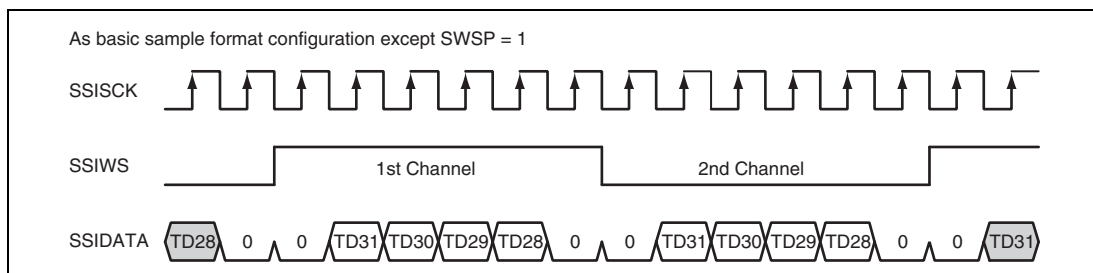 As basic sample format configuration except SWSP = 1
SSISCK
SSIWS 1st Channel 2nd Channel
SSIDATA TD28 0 0 TD31 TD30 TD29 TD28 0 0 TD31 TD30 TD29 TD28 0 0 TD31